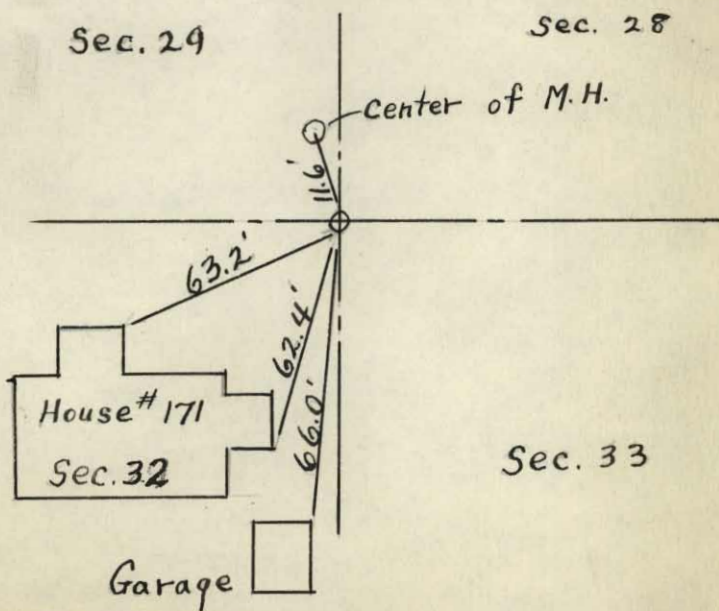 Sec. 29
Sec. 28
Center of M.H.
11.6'
63.2'
62.4'
66.0'
House # 171
Sec. 32
Sec. 33
Garage